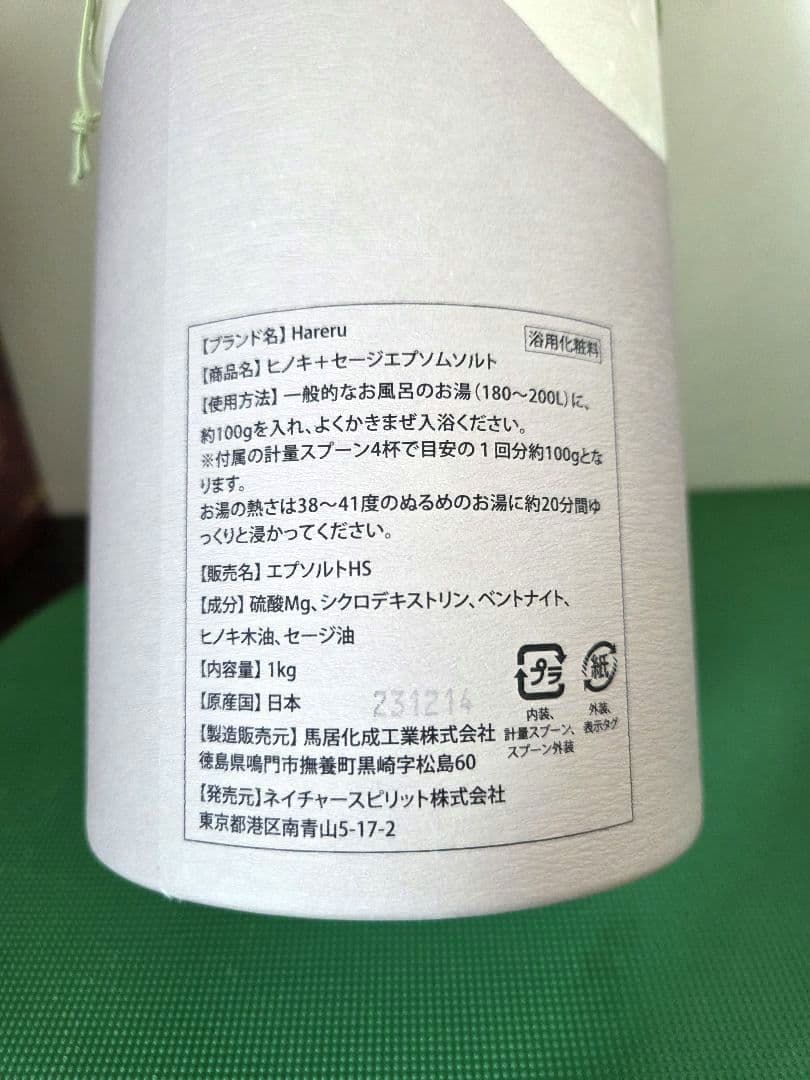 【ブランド名】Hareru
浴用化粧料
【商品名】ヒノキ＋セージエプソムソルト
【使用方法】一般的なお風呂のお湯（180～200L）に、
約100gを入れ、よくかきまぜ入浴ください。
※付属の計量スプーン4杯で目安の１回分約100gとな
ります。
お湯の熱さは38～41度のぬるめのお湯に約20分間ゆ
っくりと浸かってください。
【販売名】エプソルトHS
【成分】硫酸Mg、シクロデキストリン、ベントナイト、
ヒノキ木油、セージ油
【内容量】1kg
【原産国】日本
231214
【製造販売元】馬居化成工業株式会社
徳島県鳴門市撫養町黒崎字松島60
【発売元】ネイチャースピリット株式会社
東京都港区南青山5-17-2
プラ
内装、
計量スプーン、
スプーン外装
紙
外装、
表示タグ